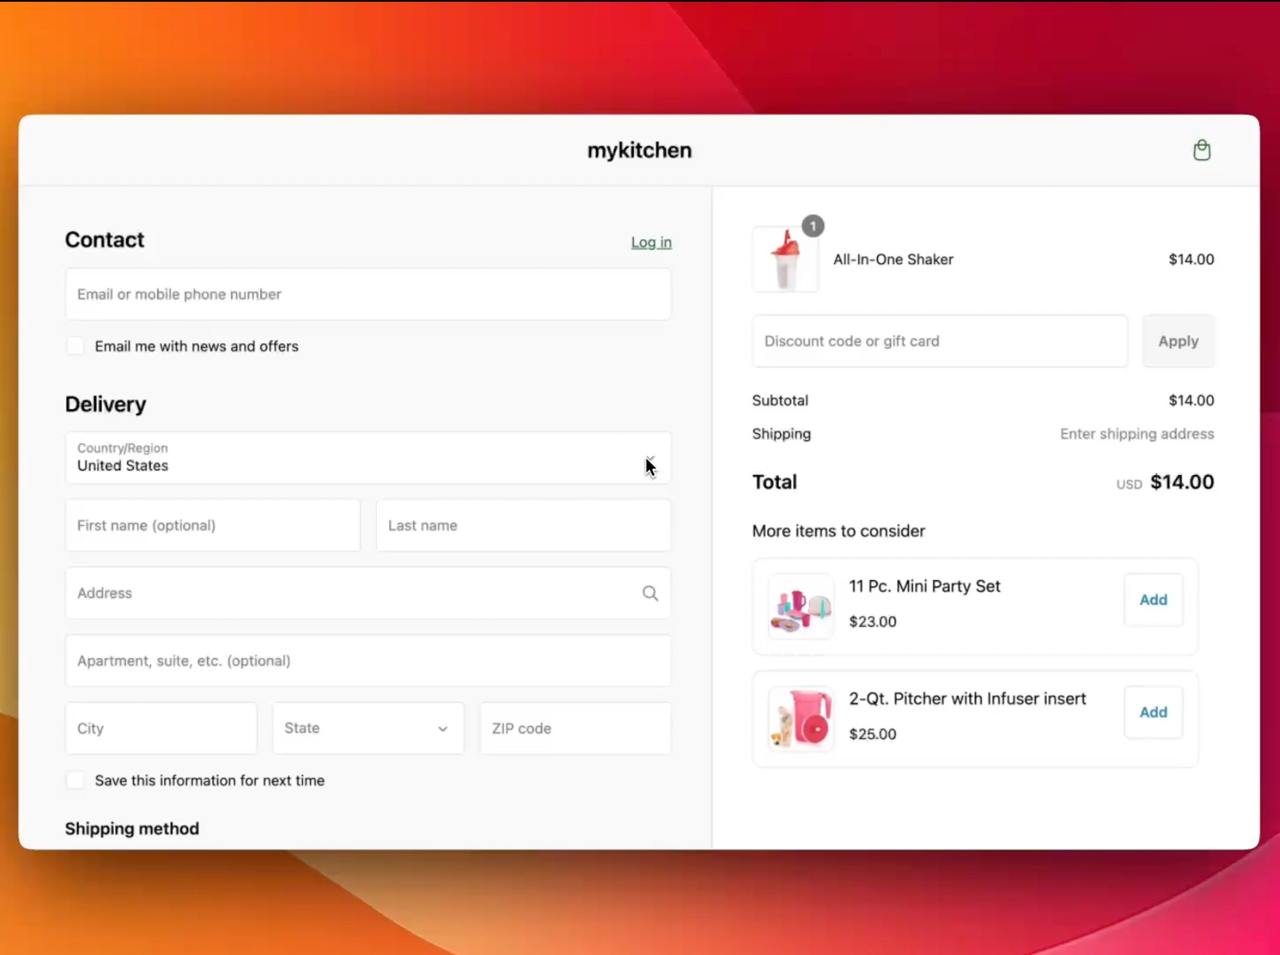 mykitchen
Contact
Log in
Email or mobile phone number
Email me with news and offers
Delivery
Country/Region
United States
First name (optional)
Last name
Address
Apartment, suite, etc. (optional)
City
State
ZIP code
Save this information for next time
Shipping method
1
All-In-One Shaker
$14.00
Discount code or gift card
Apply
Subtotal
$14.00
Shipping
Enter shipping address
Total
USD $14.00
More items to consider
11 Pc. Mini Party Set
$23.00
Add
2-Qt. Pitcher with Infuser insert
$25.00
Add